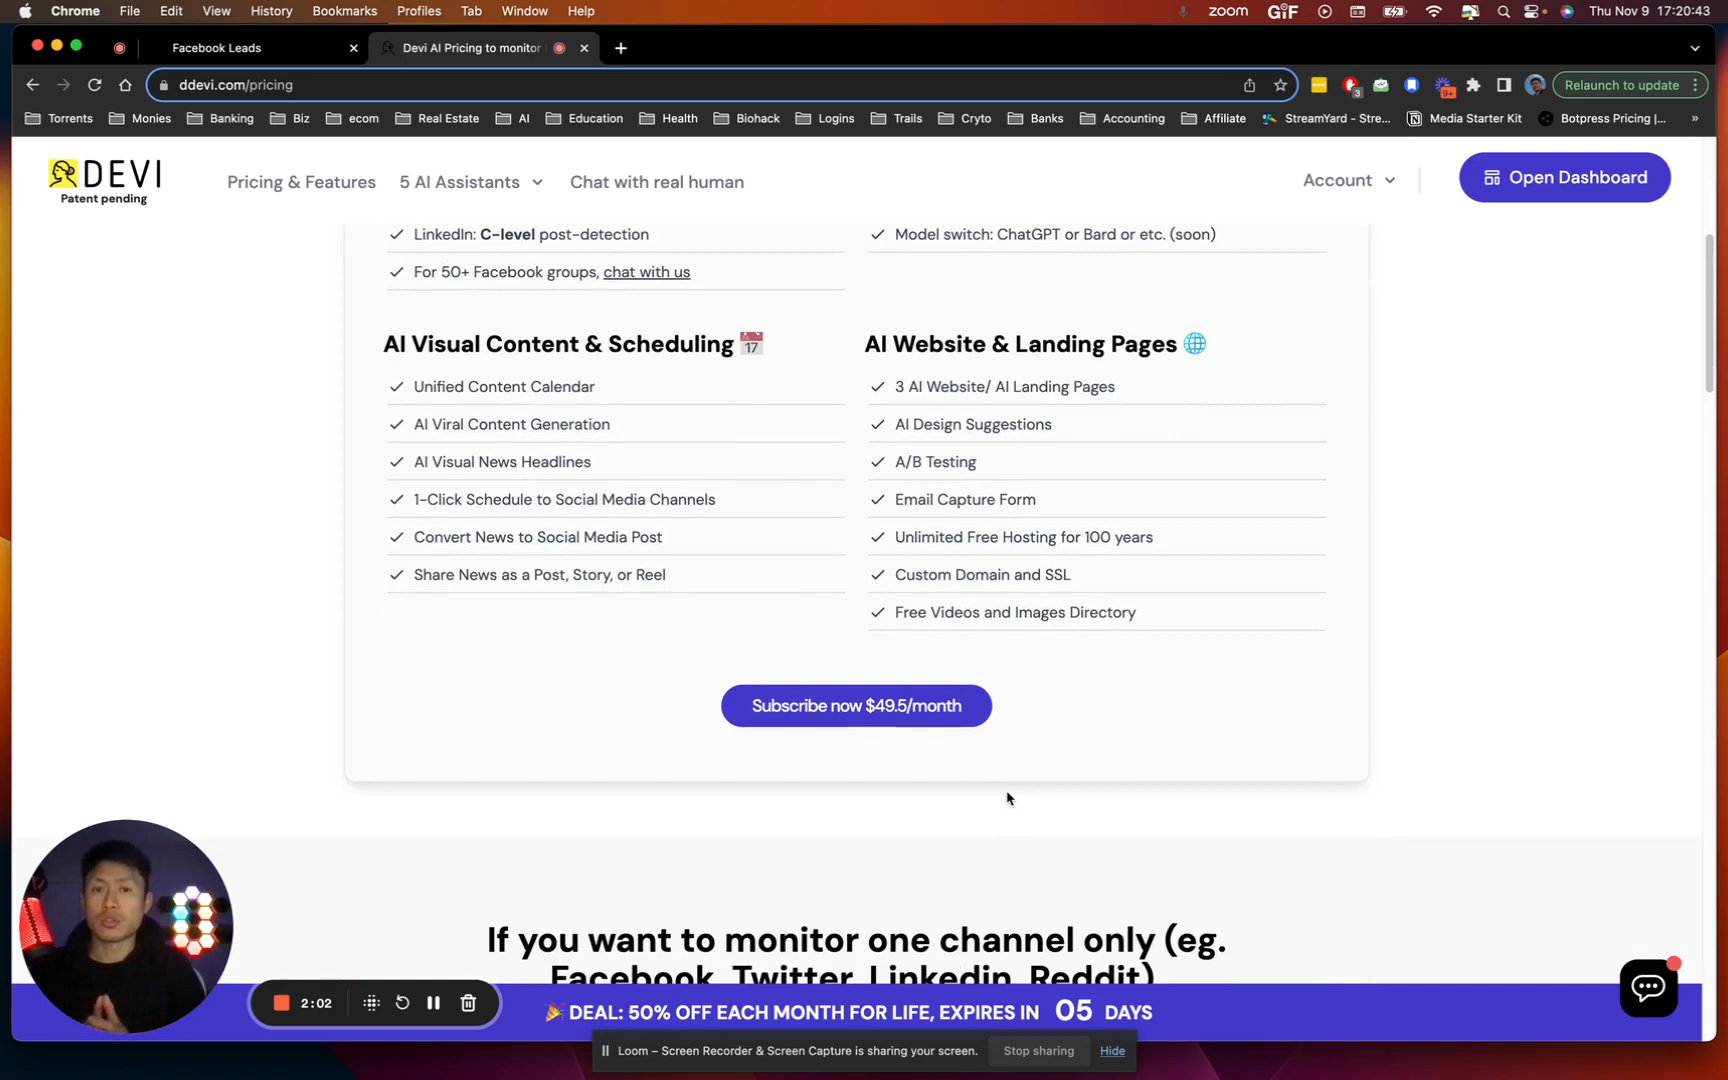 Chrome File Edit View History Bookmarks Profiles Tab Window Help
zoom GIF Thu Nov 9 17:20:43
Facebook Leads
Devi AI Pricing to monitor
ddevi.com/pricing
3
9+
Relaunch to update
Torrents Monies Banking Biz ecom Real Estate AI Education Health Biohack Logins Trails Cryto Banks Accounting Affiliate StreamYard - Stre... Media Starter Kit Botpress Pricing |... »
DEVI
Patent pending
Pricing & Features
5 AI Assistants
Chat with real human
Account
Open Dashboard
LinkedIn: C-level post-detection
For 50+ Facebook groups, chat with us
Model switch: ChatGPT or Bard or etc. (soon)
AI Visual Content & Scheduling
17
Unified Content Calendar
AI Viral Content Generation
AI Visual News Headlines
1-Click Schedule to Social Media Channels
Convert News to Social Media Post
Share News as a Post, Story, or Reel
AI Website & Landing Pages
3 AI Website/ AI Landing Pages
AI Design Suggestions
A/B Testing
Email Capture Form
Unlimited Free Hosting for 100 years
Custom Domain and SSL
Free Videos and Images Directory
Subscribe now $49.5/month
If you want to monitor one channel only (eg.
Facebook, Twitter, Linkedin, Reddit)
2:02
DEAL: 50% OFF EACH MONTH FOR LIFE, EXPIRES IN 05 DAYS
Loom – Screen Recorder & Screen Capture is sharing your screen.
Stop sharing
Hide